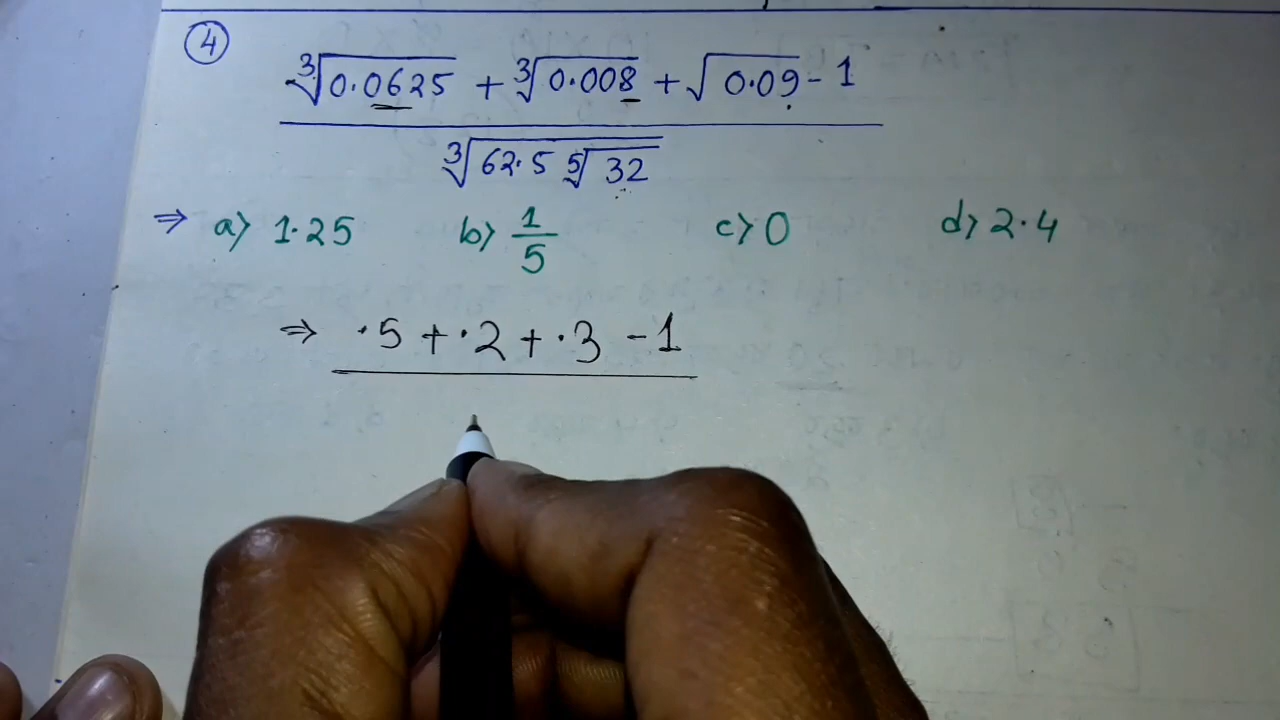 4
∛0.0625 + ∛0.008 + √0.09 - 1
∛62.5 ⁵√32
⇒ a) 1.25 b) 1/5 c) 0 d) 2.4
⇒ .5 + .2 + .3 - 1